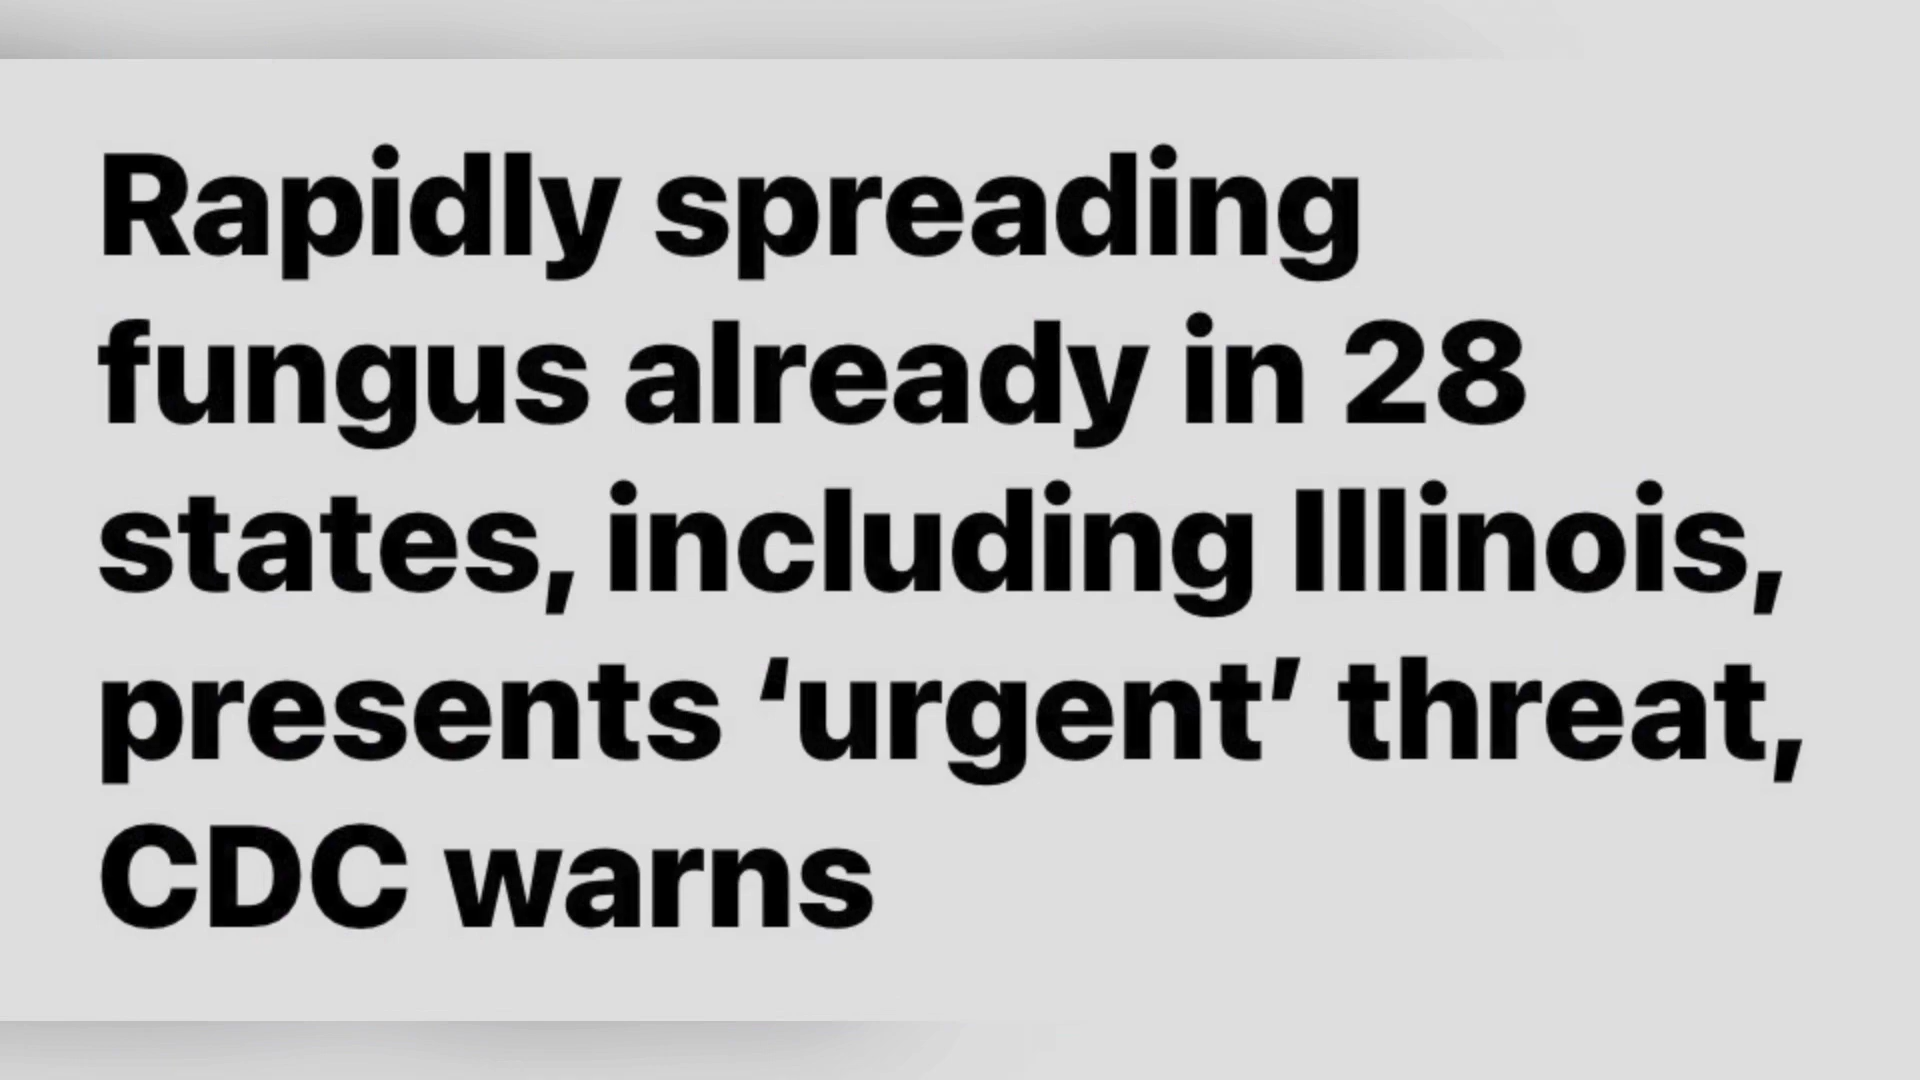 Rapidly spreading
fungus already in 28
states, including Illinois,
presents ‘urgent’ threat,
CDC warns